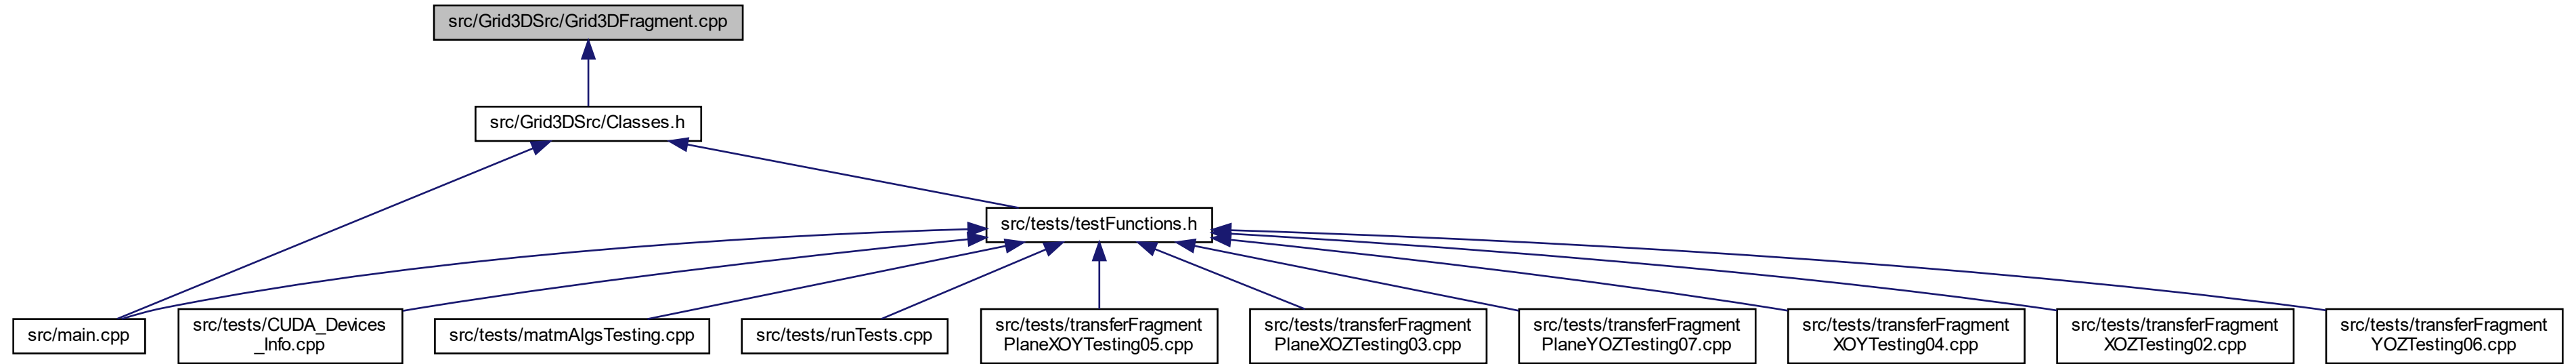 src/Grid3DSrc/Grid3DFragment.cpp
src/Grid3DSrc/Classes.h
src/tests/testFunctions.h
src/main.cpp
src/tests/CUDA_Devices
_Info.cpp
src/tests/matmAlgsTesting.cpp
src/tests/runTests.cpp
src/tests/transferFragment
PlaneXOYTesting05.cpp
src/tests/transferFragment
PlaneXOZTesting03.cpp
src/tests/transferFragment
PlaneYOZTesting07.cpp
src/tests/transferFragment
XOYTesting04.cpp
src/tests/transferFragment
XOZTesting02.cpp
src/tests/transferFragment
YOZTesting06.cpp